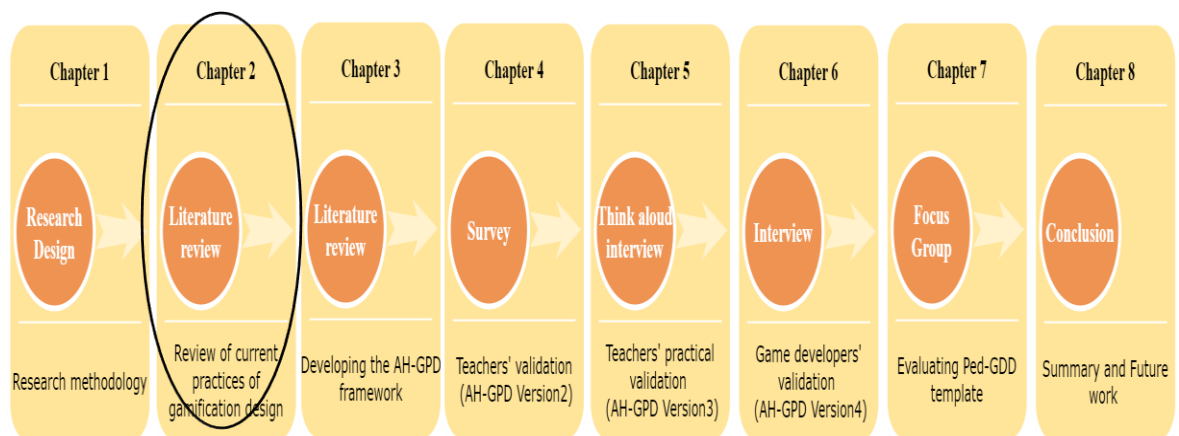 Chapter 1
Research
Design
Research methodology
Chapter 2
Literature
review
Review of current
practices of
gamification design
Chapter 3
Literature
review
Developing the AH-GPD
framework
Chapter 4
Survey
Teachers' validation
(AH-GPD Version2)
Chapter 5
Think aloud
interview
Teachers' practical
validation
(AH-GPD Version3)
Chapter 6
Interview
Game developers'
validation
(AH-GPD Version4)
Chapter 7
Focus
Group
Evaluating Ped-GDD
template
Chapter 8
Conclusion
Summary and Future
work